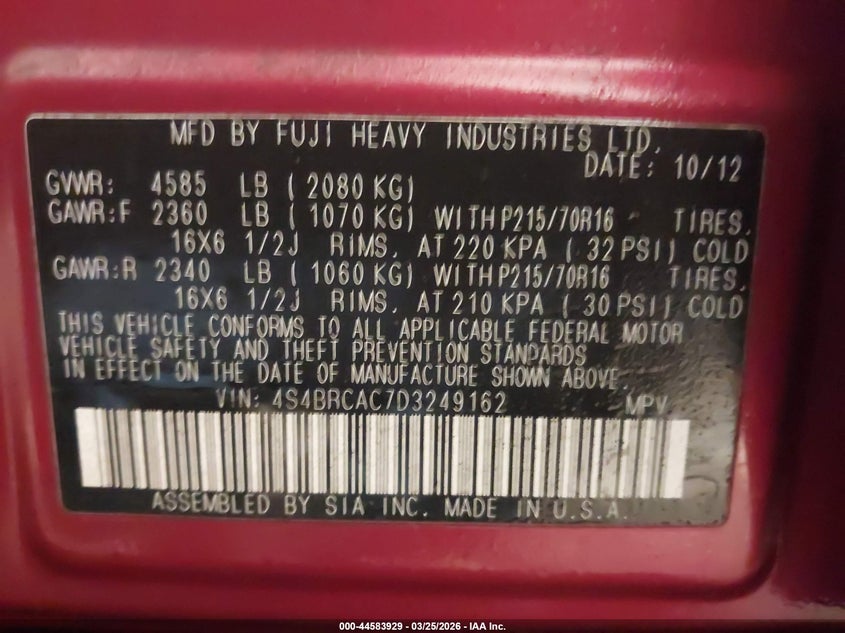 MFD BY FUJI HEAVY INDUSTRIES LTD.
DATE: 10/12
GVWR: 4585 LB ( 2080 KG)
GAWR:F 2360 LB ( 1070 KG) WITH P215/70R16 TIRES,
16X6 1/2J RIMS, AT 220 KPA ( 32 PSI) COLD
GAWR:R 2340 LB ( 1060 KG) WITH P215/70R16 TIRES,
16X6 1/2J RIMS, AT 210 KPA ( 30 PSI) COLD
THIS VEHICLE CONFORMS TO ALL APPLICABLE FEDERAL MOTOR
VEHICLE SAFETY AND THEFT PREVENTION STANDARDS
IN EFFECT ON THE DATE OF MANUFACTURE SHOWN ABOVE.
VIN: 4S4BRCAC7D3249162 MPV
ASSEMBLED BY SIA INC. MADE IN U.S.A.
000-44583929 - 03/25/2026 - IAA Inc.